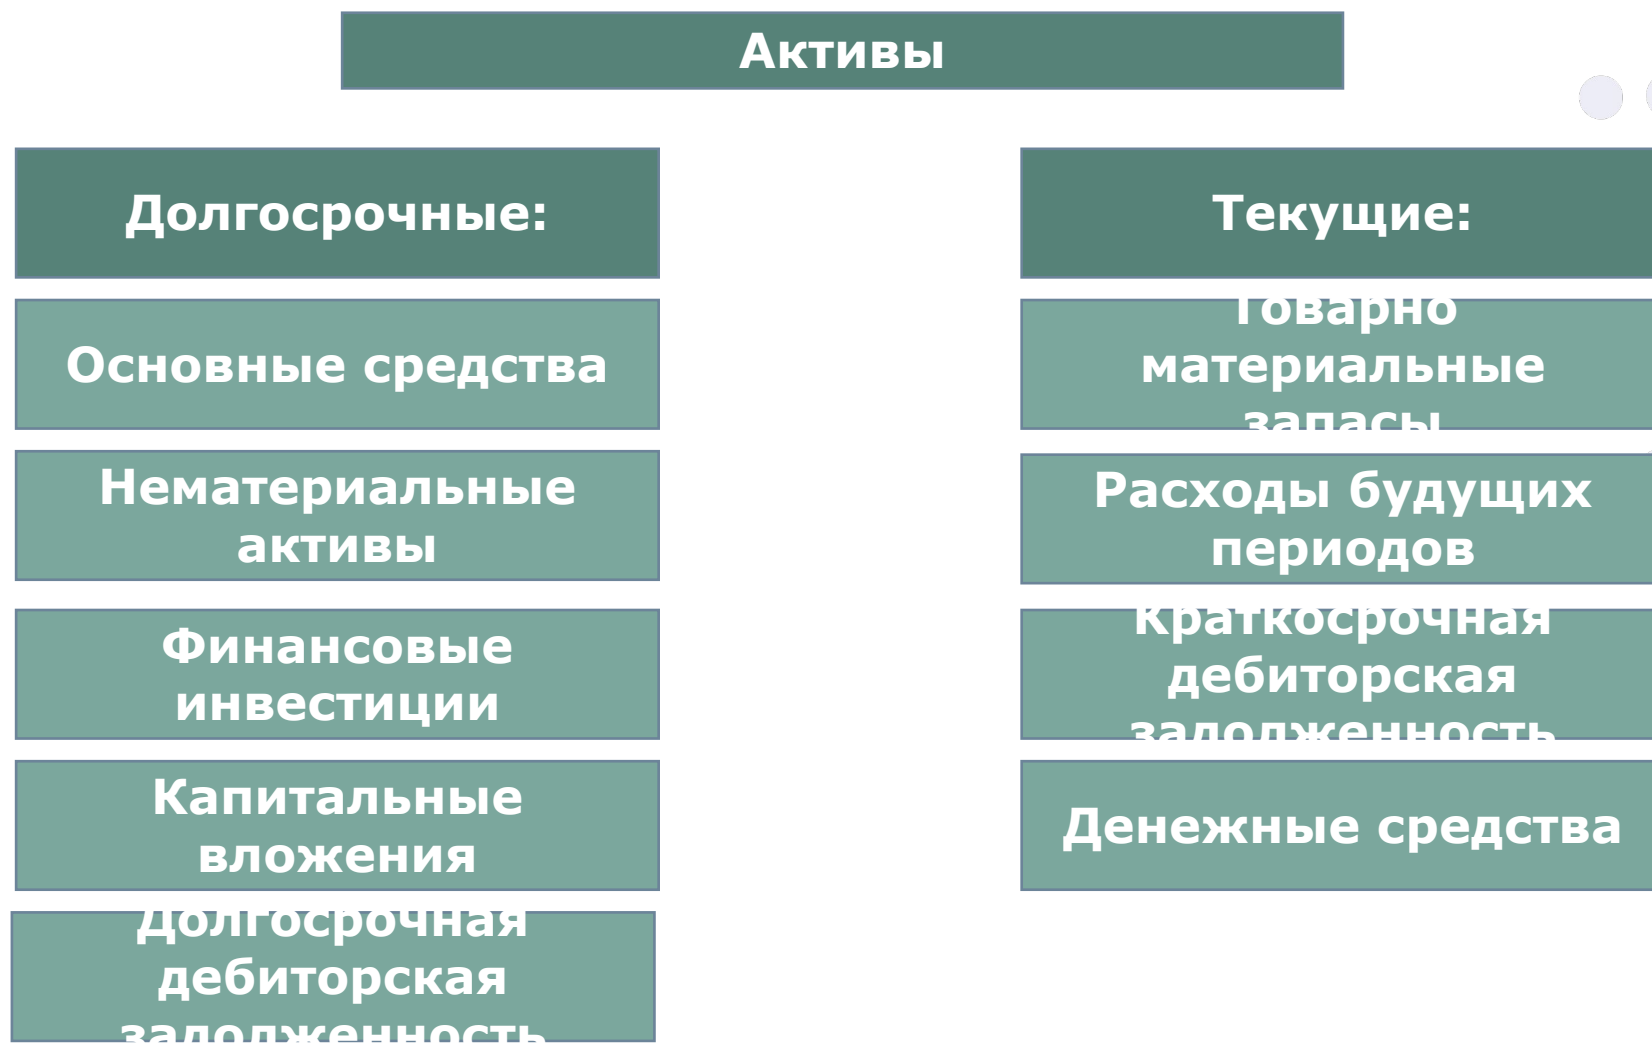 Активы
Долгосрочные:
Основные средства
Нематериальные
активы
Финансовые
инвестиции
Капитальные
вложения
Долгосрочная
дебиторская
задолженность
Текущие:
Товарно
материальные
запасы
Расходы будущих
периодов
Краткосрочная
дебиторская
задолженность
Денежные средства